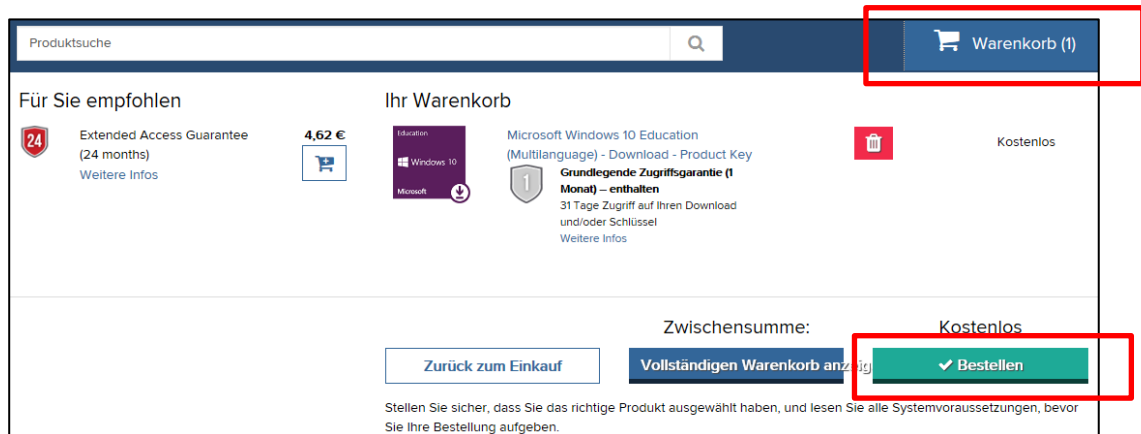 Produktsuche
Warenkorb (1)
Für Sie empfohlen
24
Extended Access Guarantee
(24 months)
Weitere Infos
4,62 €
Ihr Warenkorb
Education
Windows 10
Microsoft
Microsoft Windows 10 Education
(Multilanguage) - Download - Product Key
1
Grundlegende Zugriffsgarantie (1
Monat) – enthalten
31 Tage Zugriff auf Ihren Download
und/oder Schlüssel
Weitere Infos
Kostenlos
Zwischensumme:
Kostenlos
Zurück zum Einkauf
Vollständigen Warenkorb anzeig
Bestellen
Stellen Sie sicher, dass Sie das richtige Produkt ausgewählt haben, und lesen Sie alle Systemvoraussetzungen, bevor
Sie Ihre Bestellung aufgeben.